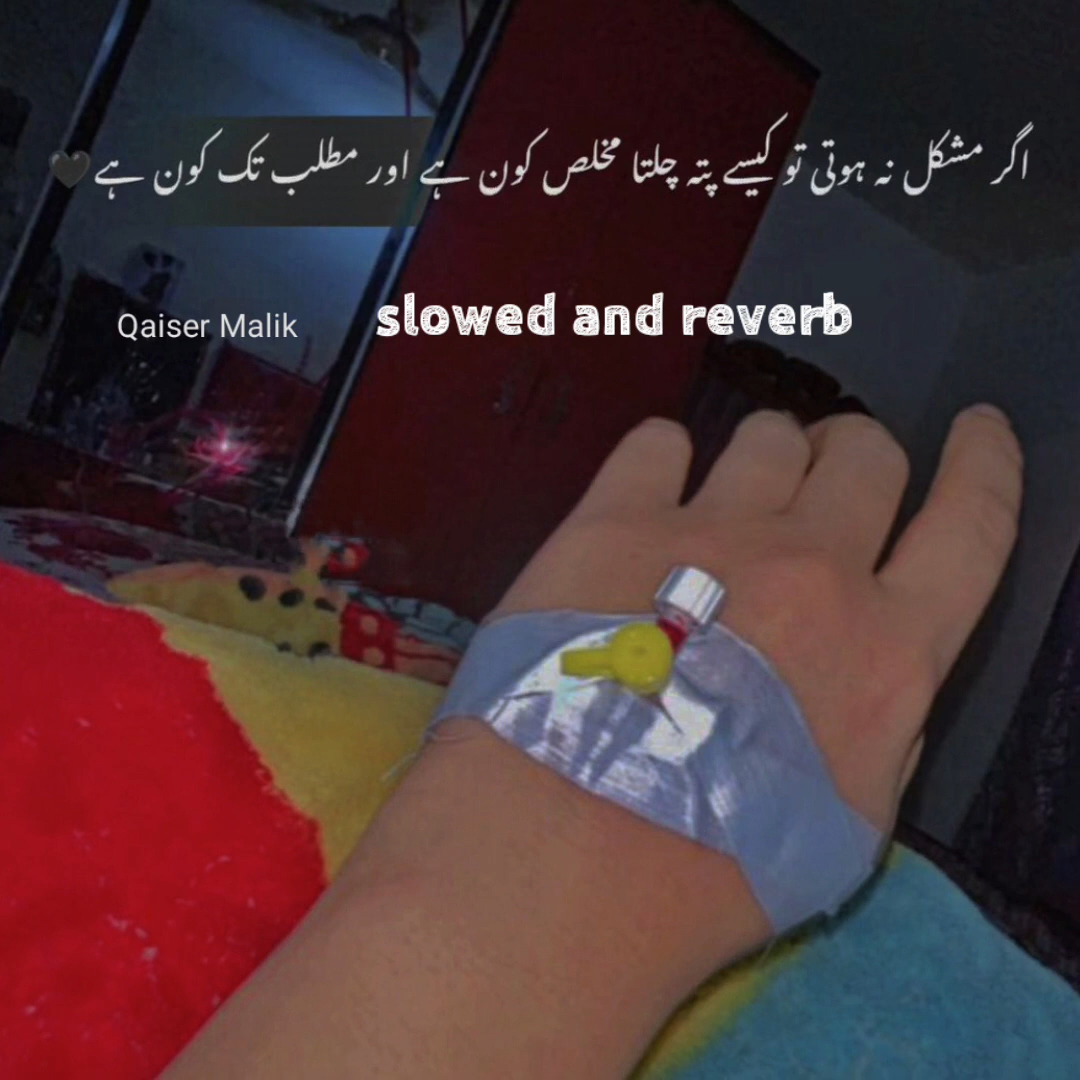 اگر مشکل نہ ہوتی تو کیسے پتہ چلتا مخلص کون ہے اور مطلب تک کون ہے🖤
Qaiser Malik
slowed and reverb